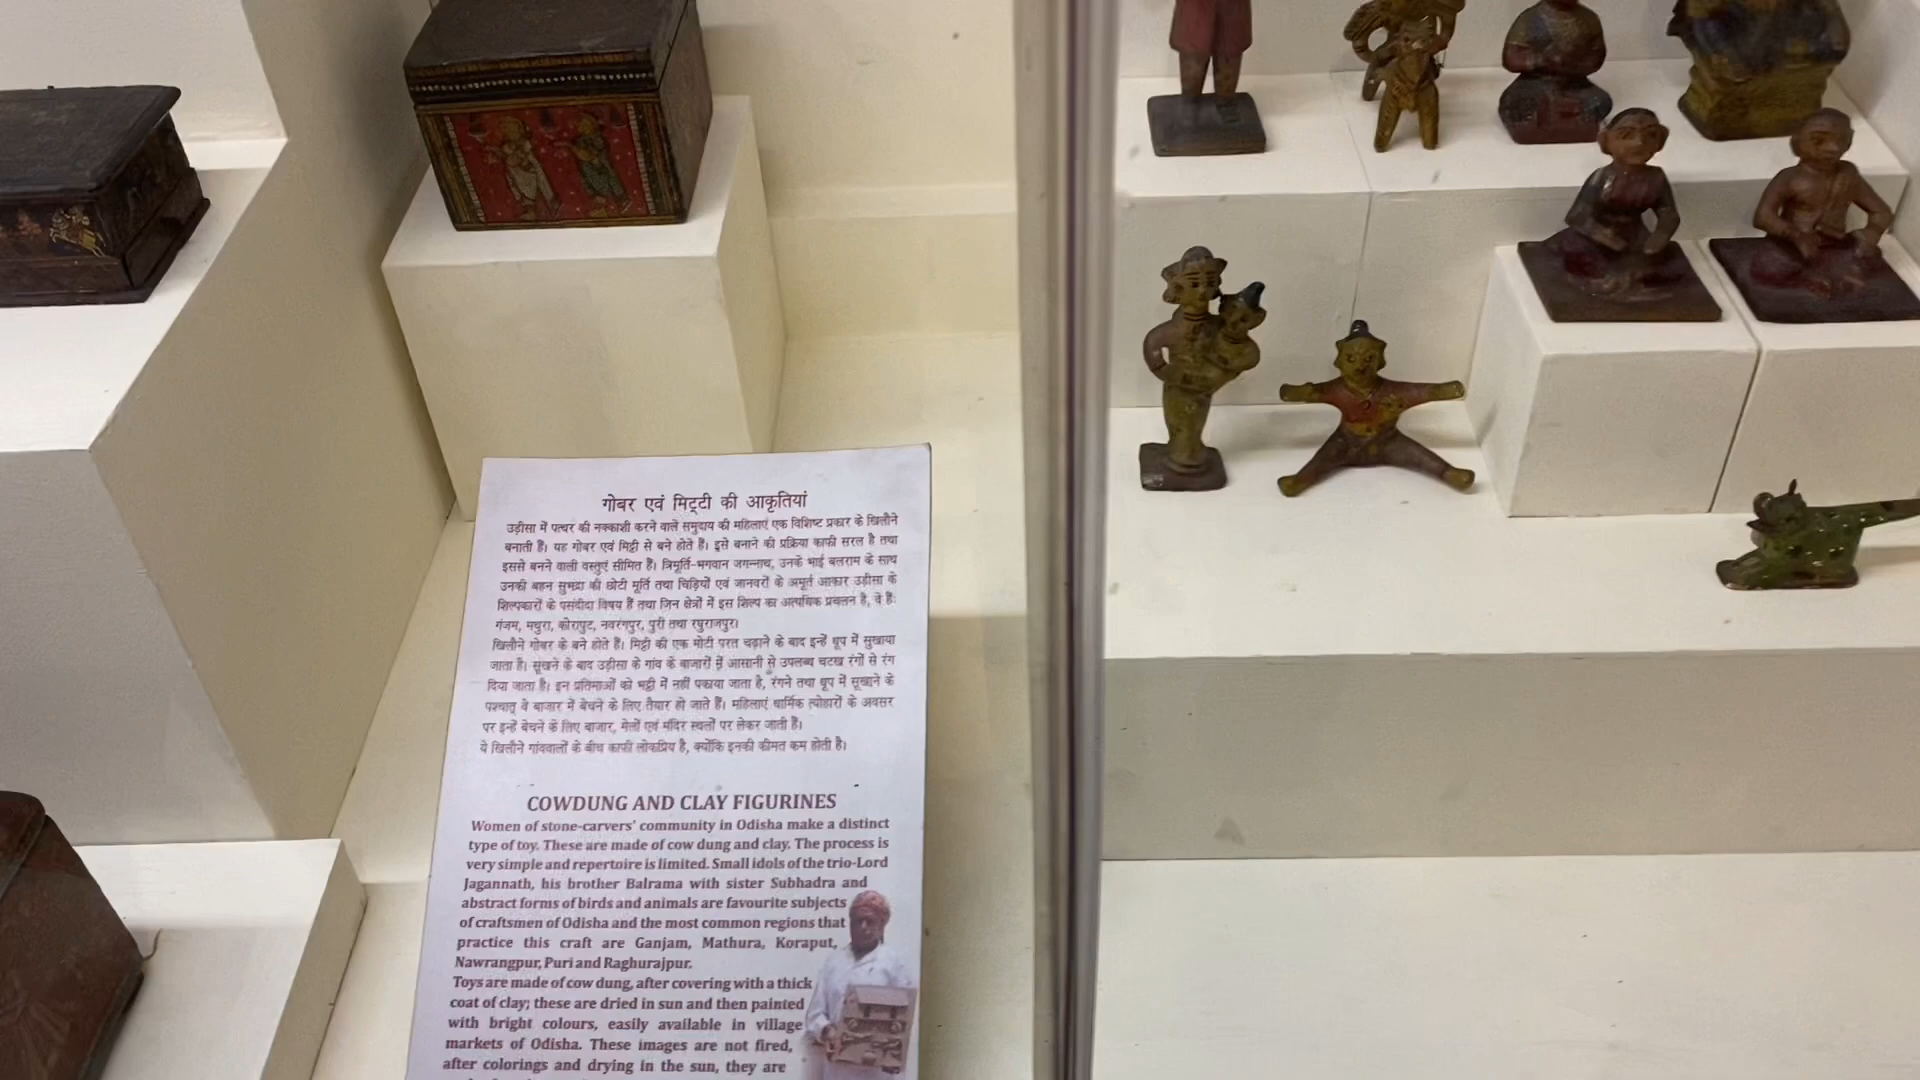 गोबर एवं मिट्टी की आकृतियां
उड़ीसा में पत्थर की नक्काशी करने वाले समुदाय की महिलाएं एक विशिष्ट प्रकार के खिलौने
बनाती हैं। यह गोबर एवं मिट्टी से बने होते हैं। इसे बनाने की प्रक्रिया काफी सरल है तथा
इससे बनने वाली वस्तुएं सीमित हैं। त्रिमूर्ति-भगवान जगन्नाथ, उनके भाई बलराम के साथ
उनकी बहन सुभद्रा की छोटी मूर्ति तथा चिड़ियों एवं जानवरों के अमूर्त आकार उड़ीसा के
शिल्पकारों के पसंदीदा विषय हैं तथा जिन क्षेत्रों में इस शिल्प का अत्यधिक प्रचलन है, वे हैं:
गंजम, मथुरा, कोरापुट, नवरंगपुर, पुरी तथा रघुराजपुर।
खिलौने गोबर के बने होते हैं। मिट्टी की एक मोटी परत चढ़ाने के बाद इन्हें धूप में सुखाया
जाता है। सूखने के बाद उड़ीसा के गांव के बाजारों में आसानी से उपलब्ध चटख रंगों से रंग
दिया जाता है। इन प्रतिमाओं को भट्टी में नहीं पकाया जाता है, रंगने तथा धूप में सूखाने के
पश्चात् वे बाजार में बेचने के लिए तैयार हो जाते हैं। महिलाएं धार्मिक त्योहारों के अवसर
पर इन्हें बेचने के लिए बाजार, मेलों एवं मंदिर स्थलों पर लेकर जाती हैं।
ये खिलौने गांववालों के बीच काफी लोकप्रिय है, क्योंकि इनकी कीमत कम होती है।
COWDUNG AND CLAY FIGURINES
Women of stone-carvers' community in Odisha make a distinct
type of toy. These are made of cow dung and clay. The process is
very simple and repertoire is limited. Small idols of the trio-Lord
Jagannath, his brother Balrama with sister Subhadra and
abstract forms of birds and animals are favourite subjects
of craftsmen of Odisha and the most common regions that
practice this craft are Ganjam, Mathura, Koraput,
Nawrangpur, Puri and Raghurajpur.
Toys are made of cow dung, after covering with a thick
coat of clay; these are dried in sun and then painted
with bright colours, easily available in village
markets of Odisha. These images are not fired,
after colorings and drying in the sun, they are